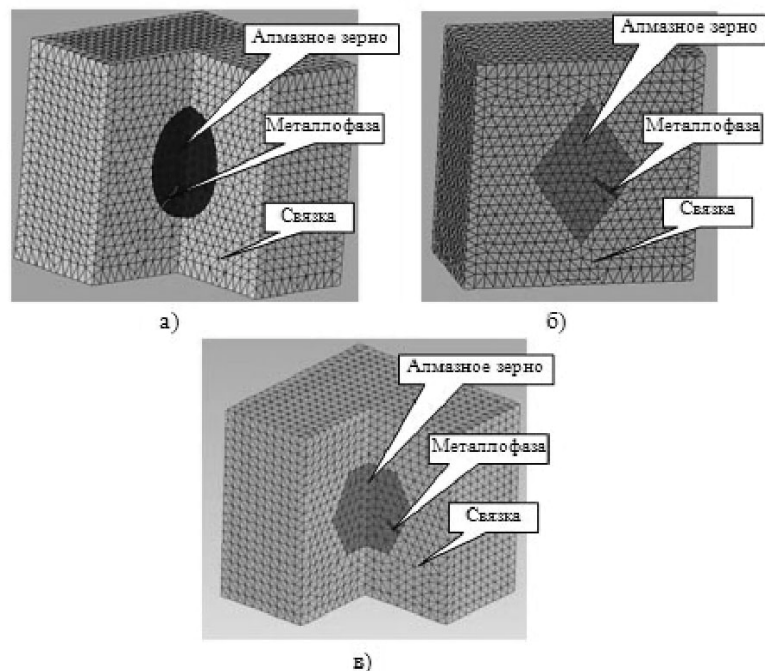 Алмазное зерно
Металлофаза
Связка
а)
Алмазное зерно
Металлофаза
Связка
б)
Алмазное зерно
Металлофаза
Связка
в)